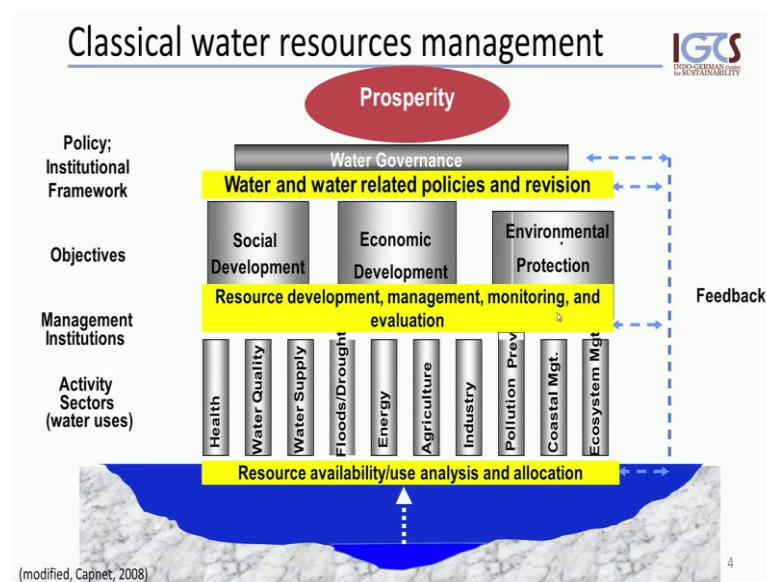 Classical water resources management
IGCS
INDO-GERMAN Centre
for SUSTAINABILITY
Prosperity
Policy;
Institutional
Framework
Water Governance
Water and water related policies and revision
Objectives
Social
Development
Economic
Development
Environmental
Protection
Feedback
Management
Institutions
Resource development, management, monitoring, and
evaluation
Activity
Sectors
(water uses)
Health
Water Quality
Water Supply
Floods/Drought
Energy
Agriculture
Industry
Pollution Prev
Coastal Mgt.
Ecosystem Mgt
Resource availability/use analysis and allocation
(modified, Capnet, 2008)
4